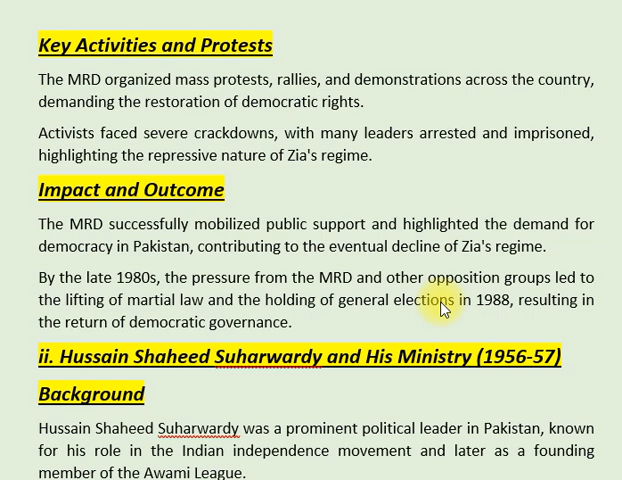 Key Activities and Protests
The MRD organized mass protests, rallies, and demonstrations across the country,
demanding the restoration of democratic rights.
Activists faced severe crackdowns, with many leaders arrested and imprisoned,
highlighting the repressive nature of Zia's regime.
Impact and Outcome
The MRD successfully mobilized public support and highlighted the demand for
democracy in Pakistan, contributing to the eventual decline of Zia's regime.
By the late 1980s, the pressure from the MRD and other opposition groups led to
the lifting of martial law and the holding of general elections in 1988, resulting in
the return of democratic governance.
ii. Hussain Shaheed Suharwardy and His Ministry (1956-57)
Background
Hussain Shaheed Suharwardy was a prominent political leader in Pakistan, known
for his role in the Indian independence movement and later as a founding
member of the Awami League.